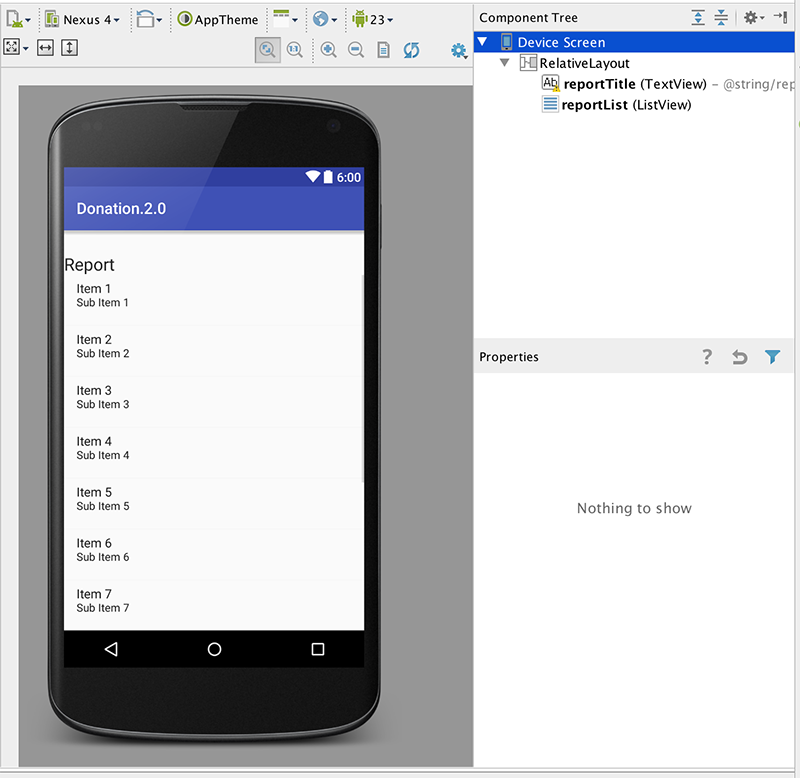 Nexus 4
AppTheme
23
1:1
Component Tree
Device Screen
RelativeLayout
Ab reportTitle (TextView) – @string/rep
reportList (ListView)
6:00
Donation.2.0
Report
Item 1
Sub Item 1
Item 2
Sub Item 2
Item 3
Sub Item 3
Item 4
Sub Item 4
Item 5
Sub Item 5
Item 6
Sub Item 6
Item 7
Sub Item 7
Properties
?
Nothing to show